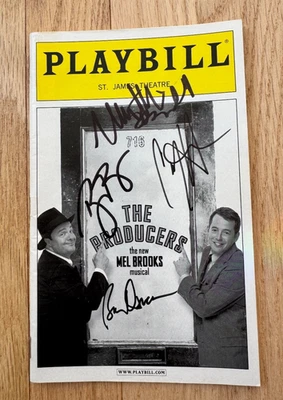 PLAYBILL®
ST. JAMES THEATRE
716
THE
PRODUCERS
the new
MEL BROOKS
musical
WWW.PLAYBILL.COM